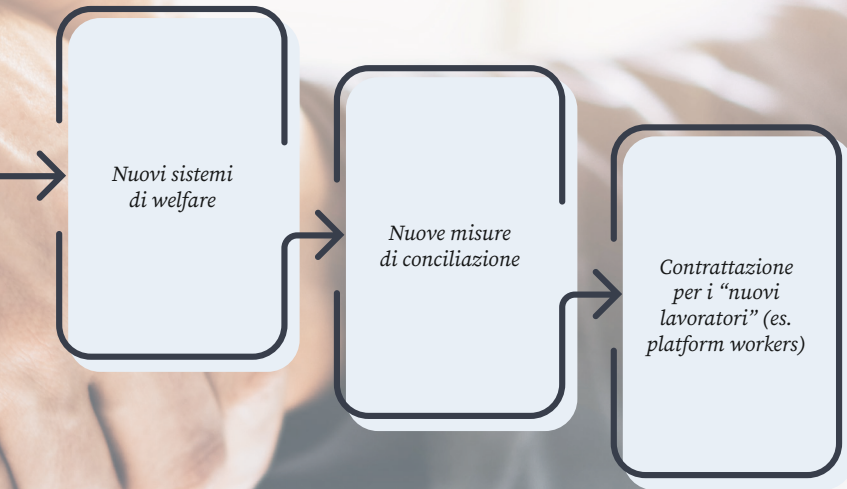 Nuovi sistemi
di welfare
Nuove misure
di conciliazione
Contrattazione
per i “nuovi
lavoratori” (es.
platform workers)